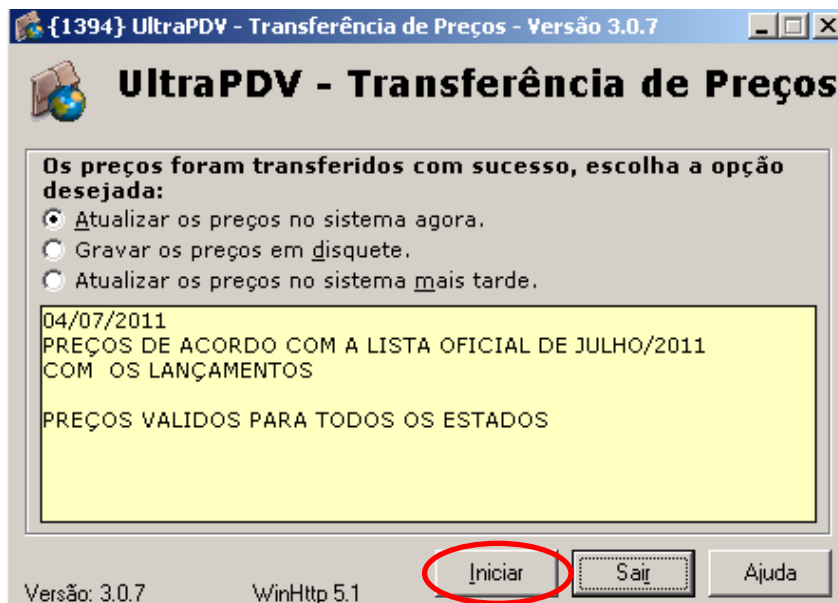 {1394} UltraPDV - Transferência de Preços - Versão 3.0.7
UltraPDV - Transferência de Preços
Os preços foram transferidos com sucesso, escolha a opção
desejada:
Atualizar os preços no sistema agora.
Gravar os preços em disquete.
Atualizar os preços no sistema mais tarde.
04/07/2011
PREÇOS DE ACORDO COM A LISTA OFICIAL DE JULHO/2011
COM OS LANÇAMENTOS
PREÇOS VALIDOS PARA TODOS OS ESTADOS
Iniciar Sair Ajuda
Versão: 3.0.7 WinHttp 5.1